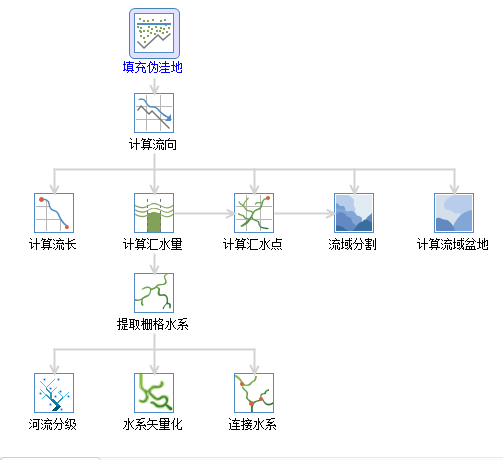 填充伪洼地
计算流向
计算流长
计算汇水量
计算汇水点
流域分割
计算流域盆地
提取栅格水系
河流分级
水系矢量化
连接水系